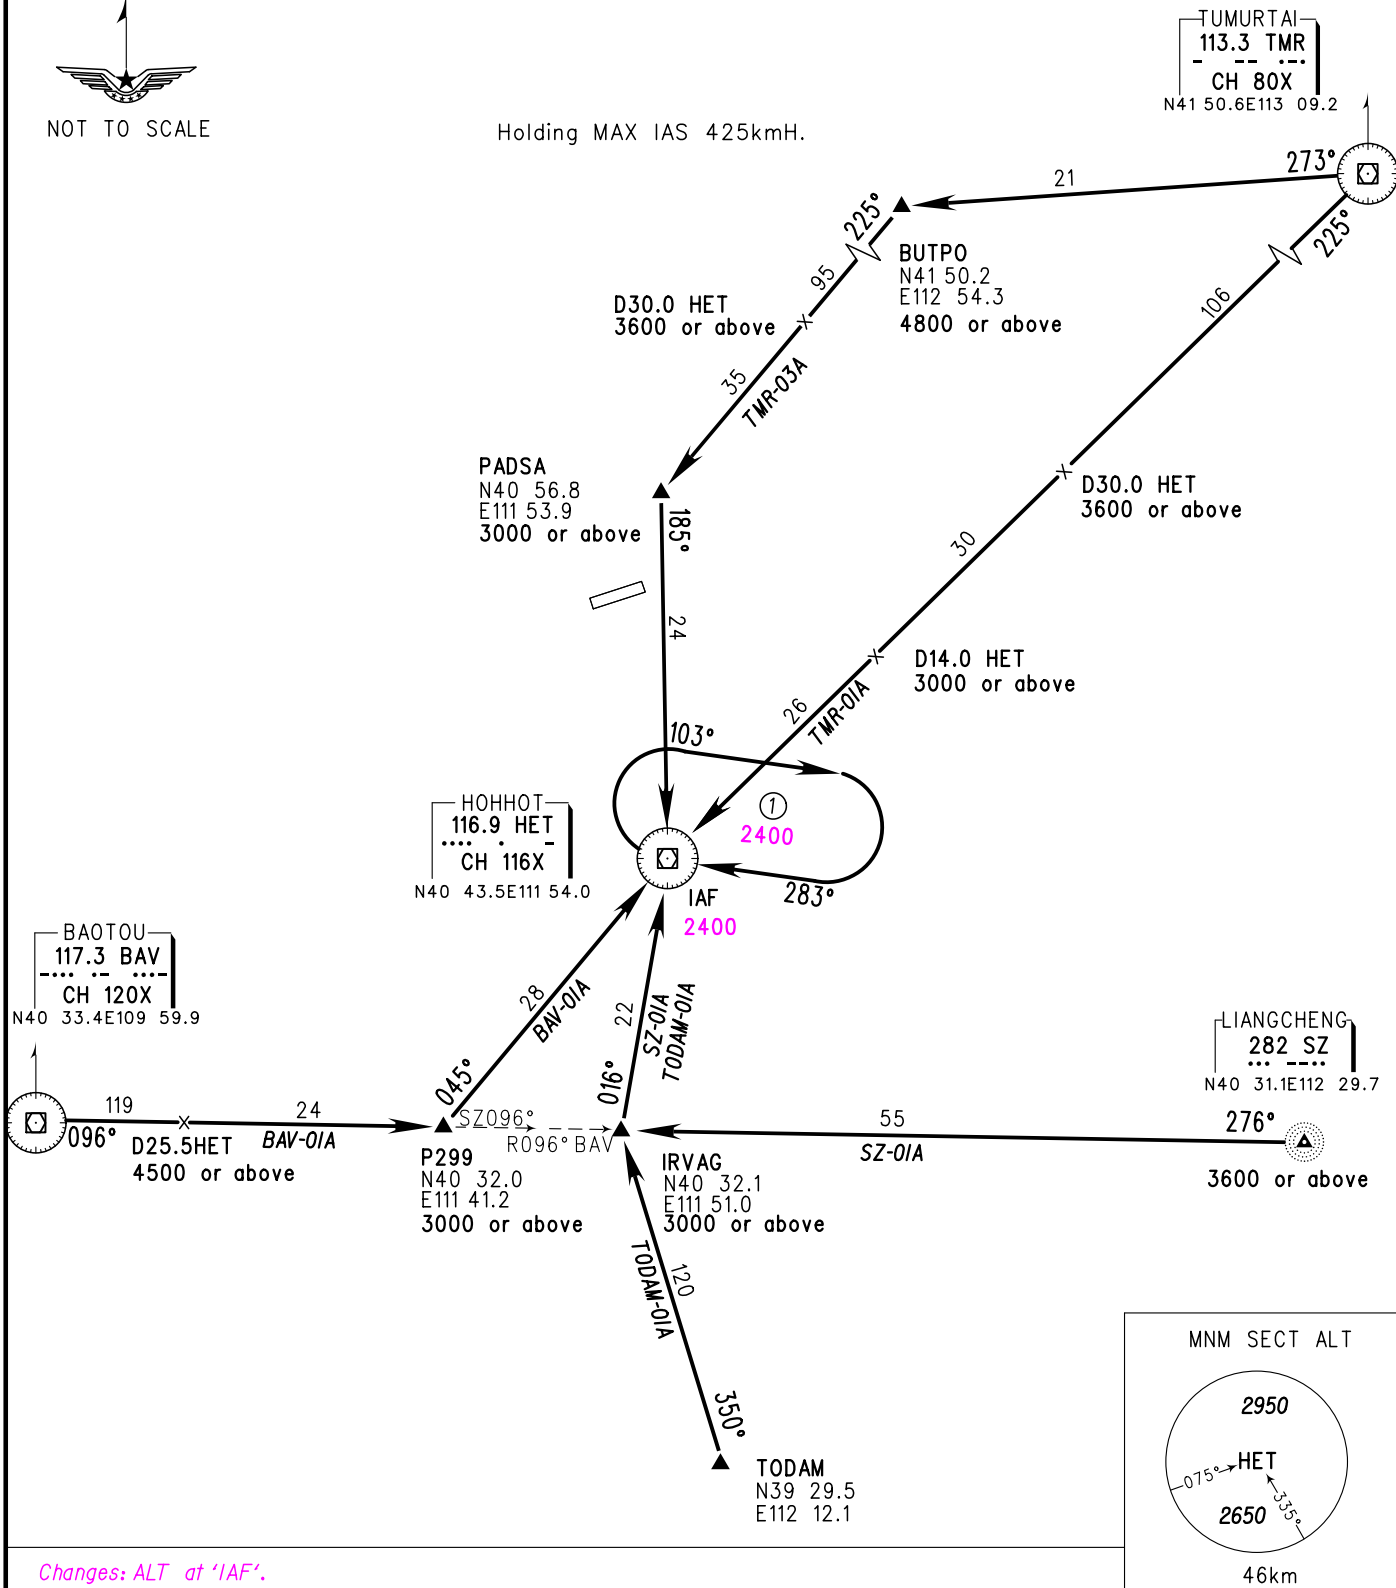 NOT TO SCALE
Holding MAX IAS 425kmH.
TUMURTAI
113.3 TMR
CH 80X
N41 50.6E113 09.2
273°
21
225°
225°
BUTPO
N41 50.2
E112 54.3
4800 or above
95
106
D30.0 HET
3600 or above
35
TMR-03A
PADSA
N40 56.8
E111 53.9
3000 or above
185°
D30.0 HET
3600 or above
30
24
D14.0 HET
3000 or above
26
TMR-01A
103°
1
2400
283°
HOHHOT
116.9 HET
CH 116X
N40 43.5E111 54.0
IAF
2400
BAOTOU
117.3 BAV
CH 120X
N40 33.4E109 59.9
28
BAV-01A
22
SZ-01A
TODAM-01A
045°
016°
LIANGCHENG
282 SZ
N40 31.1E112 29.7
119
096°
D25.5HET
4500 or above
24
BAV-01A
SZ096°
R096° BAV
55
SZ-01A
276°
3600 or above
P299
N40 32.0
E111 41.2
3000 or above
IRVAG
N40 32.1
E111 51.0
3000 or above
120
TODAM-01A
350°
TODAM
N39 29.5
E112 12.1
MNM SECT ALT
2950
HET
075°
335°
2650
46km
Changes: ALT at 'IAF'.